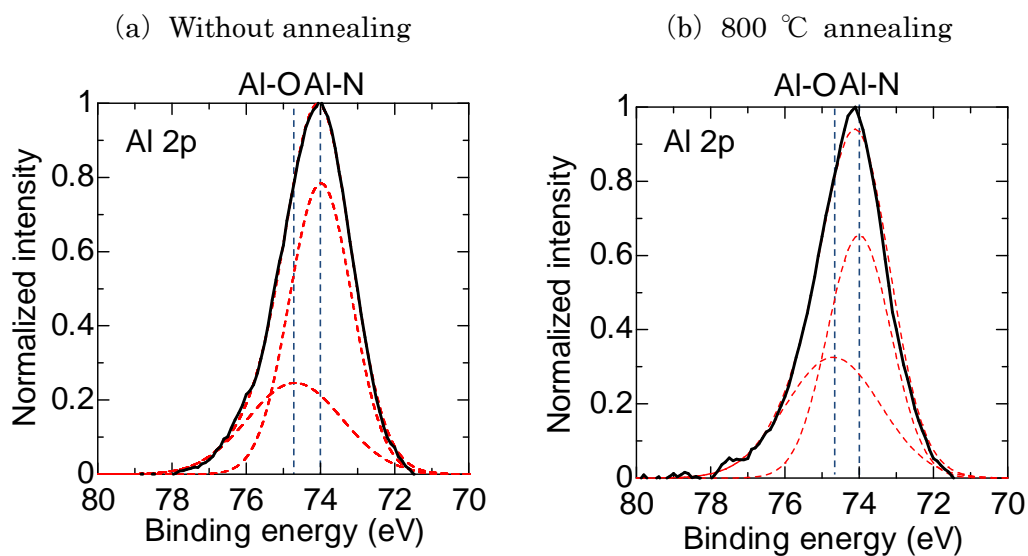 (a) Without annealing
Al-O Al-N
Al 2p
1
0.8
0.6
0.4
0.2
0
80 78 76 74 72 70
Normalized intensity
Binding energy (eV)
(b) 800 ℃ annealing
Al-O Al-N
Al 2p
1
0.8
0.6
0.4
0.2
0
80 78 76 74 72 70
Normalized intensity
Binding energy (eV)